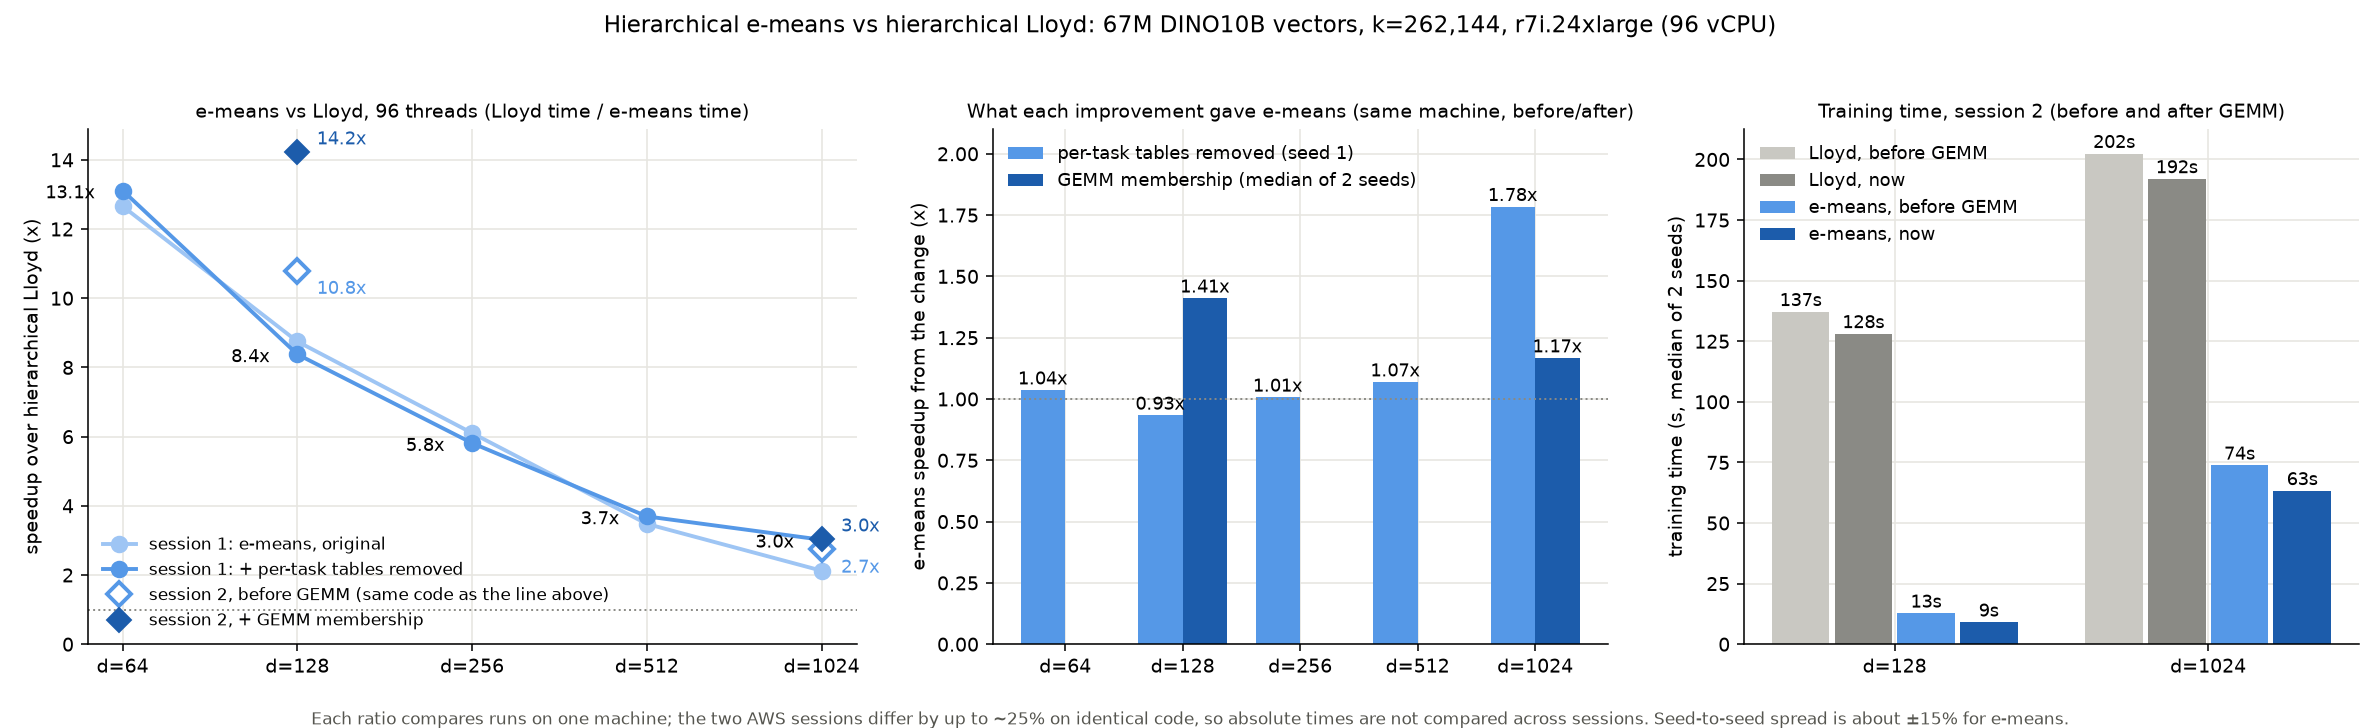 Hierarchical e-means vs hierarchical Lloyd: 67M DINO10B vectors, k=262,144, r7i.24xlarge (96 vCPU)
e-means vs Lloyd, 96 threads (Lloyd time / e-means time)
speedup over hierarchical Lloyd (x)
14
12
10
8
6
4
2
0
14.2x
13.1x
10.8x
8.4x
5.8x
3.7x
3.0x
3.0x
2.7x
session 1: e-means, original
session 1: + per-task tables removed
session 2, before GEMM (same code as the line above)
session 2, + GEMM membership
d=64
d=128
d=256
d=512
d=1024
What each improvement gave e-means (same machine, before/after)
e-means speedup from the change (x)
2.00
1.75
1.50
1.25
1.00
0.75
0.50
0.25
0.00
per-task tables removed (seed 1)
GEMM membership (median of 2 seeds)
1.04x
0.93x
1.41x
1.01x
1.07x
1.78x
1.17x
d=64
d=128
d=256
d=512
d=1024
Training time, session 2 (before and after GEMM)
training time (s, median of 2 seeds)
200
175
150
125
100
75
50
25
0
Lloyd, before GEMM
Lloyd, now
e-means, before GEMM
e-means, now
137s
128s
13s
9s
202s
192s
74s
63s
d=128
d=1024
Each ratio compares runs on one machine; the two AWS sessions differ by up to ~25% on identical code, so absolute times are not compared across sessions. Seed-to-seed spread is about ±15% for e-means.